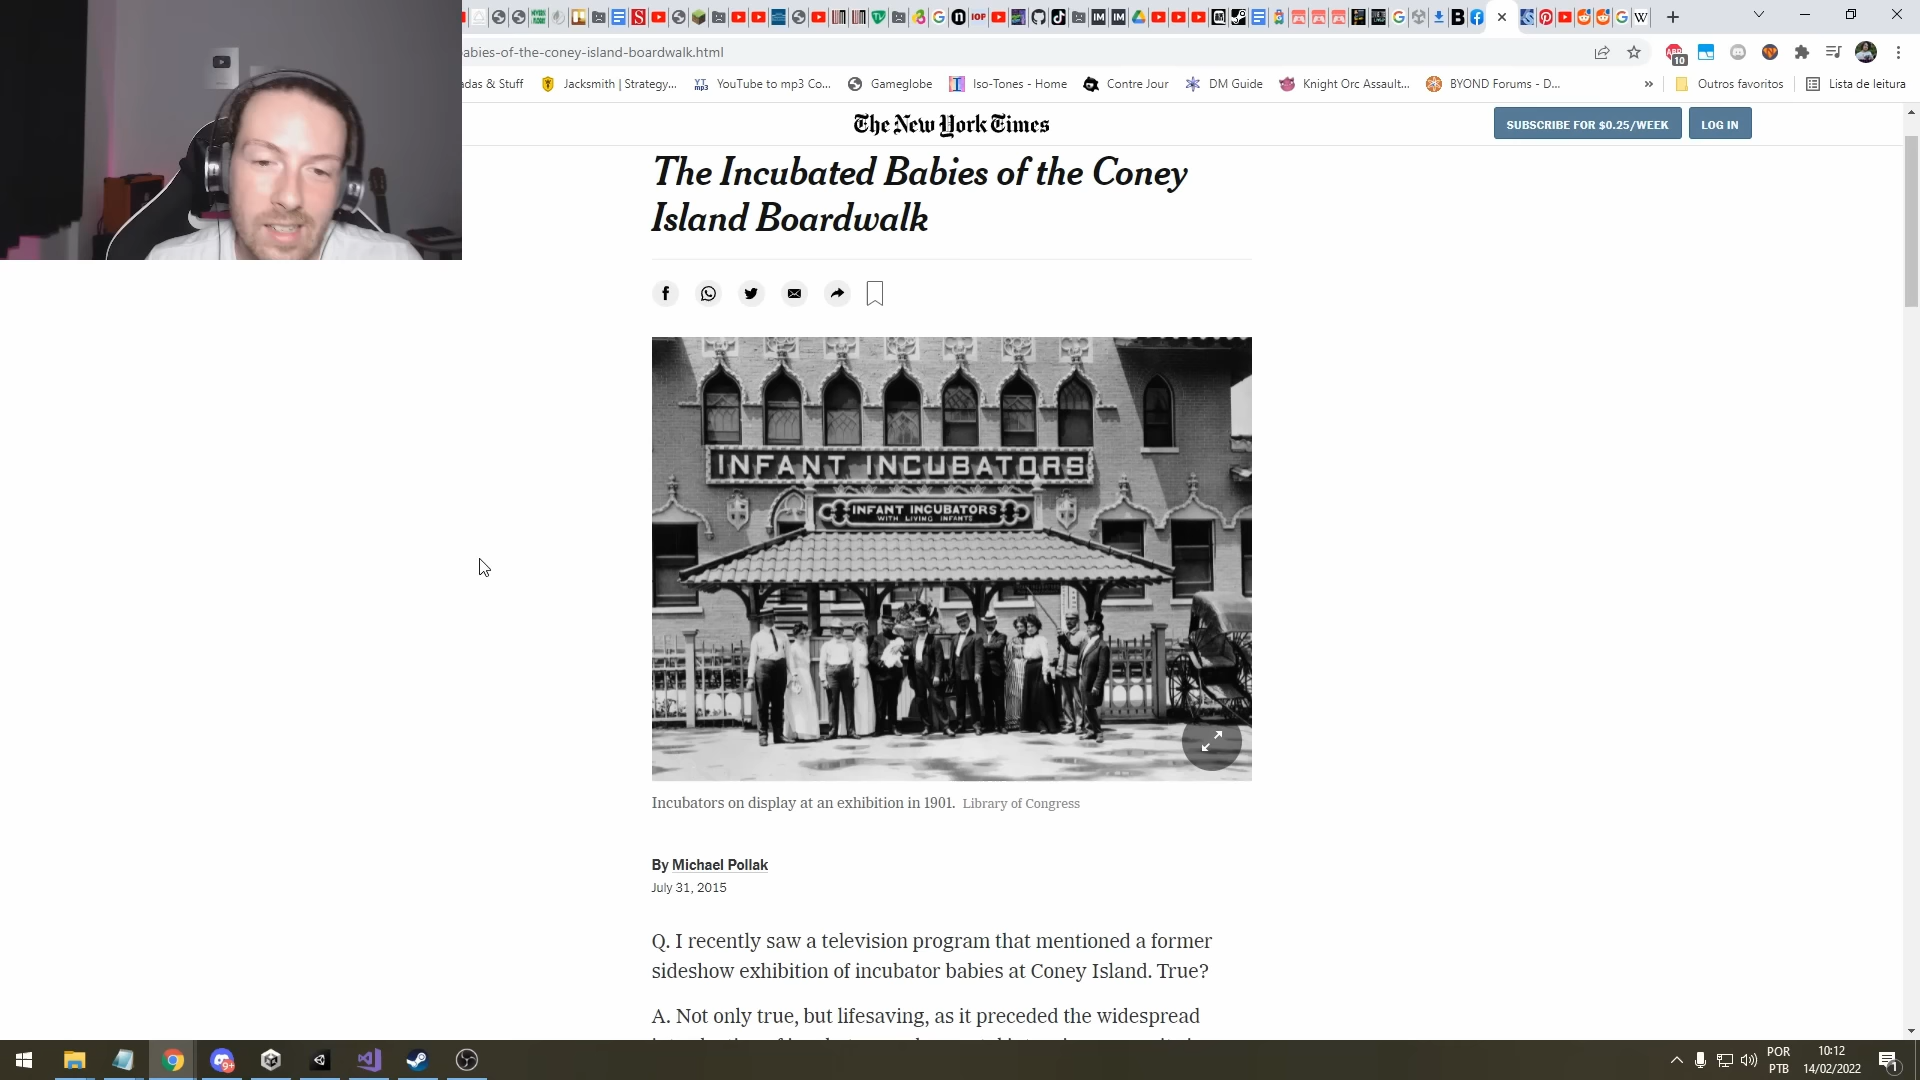 abies-of-the-coney-island-boardwalk.html
adas & Stuff
Jacksmith | Strategy...
YouTube to mp3 Co...
Gameglobe
Iso-Tones - Home
Contre Jour
DM Guide
Knight Orc Assault...
BYOND Forums - D...
»
Outros favoritos
Lista de leitura
The New York Times
SUBSCRIBE FOR $0.25/WEEK
LOG IN
The Incubated Babies of the Coney
Island Boardwalk
INFANT INCUBATORS
INFANT INCUBATORS
WITH LIVING INFANTS
Incubators on display at an exhibition in 1901. Library of Congress
By Michael Pollak
July 31, 2015
Q. I recently saw a television program that mentioned a former
sideshow exhibition of incubator babies at Coney Island. True?
A. Not only true, but lifesaving, as it preceded the widespread
POR
PTB
10:12
14/02/2022